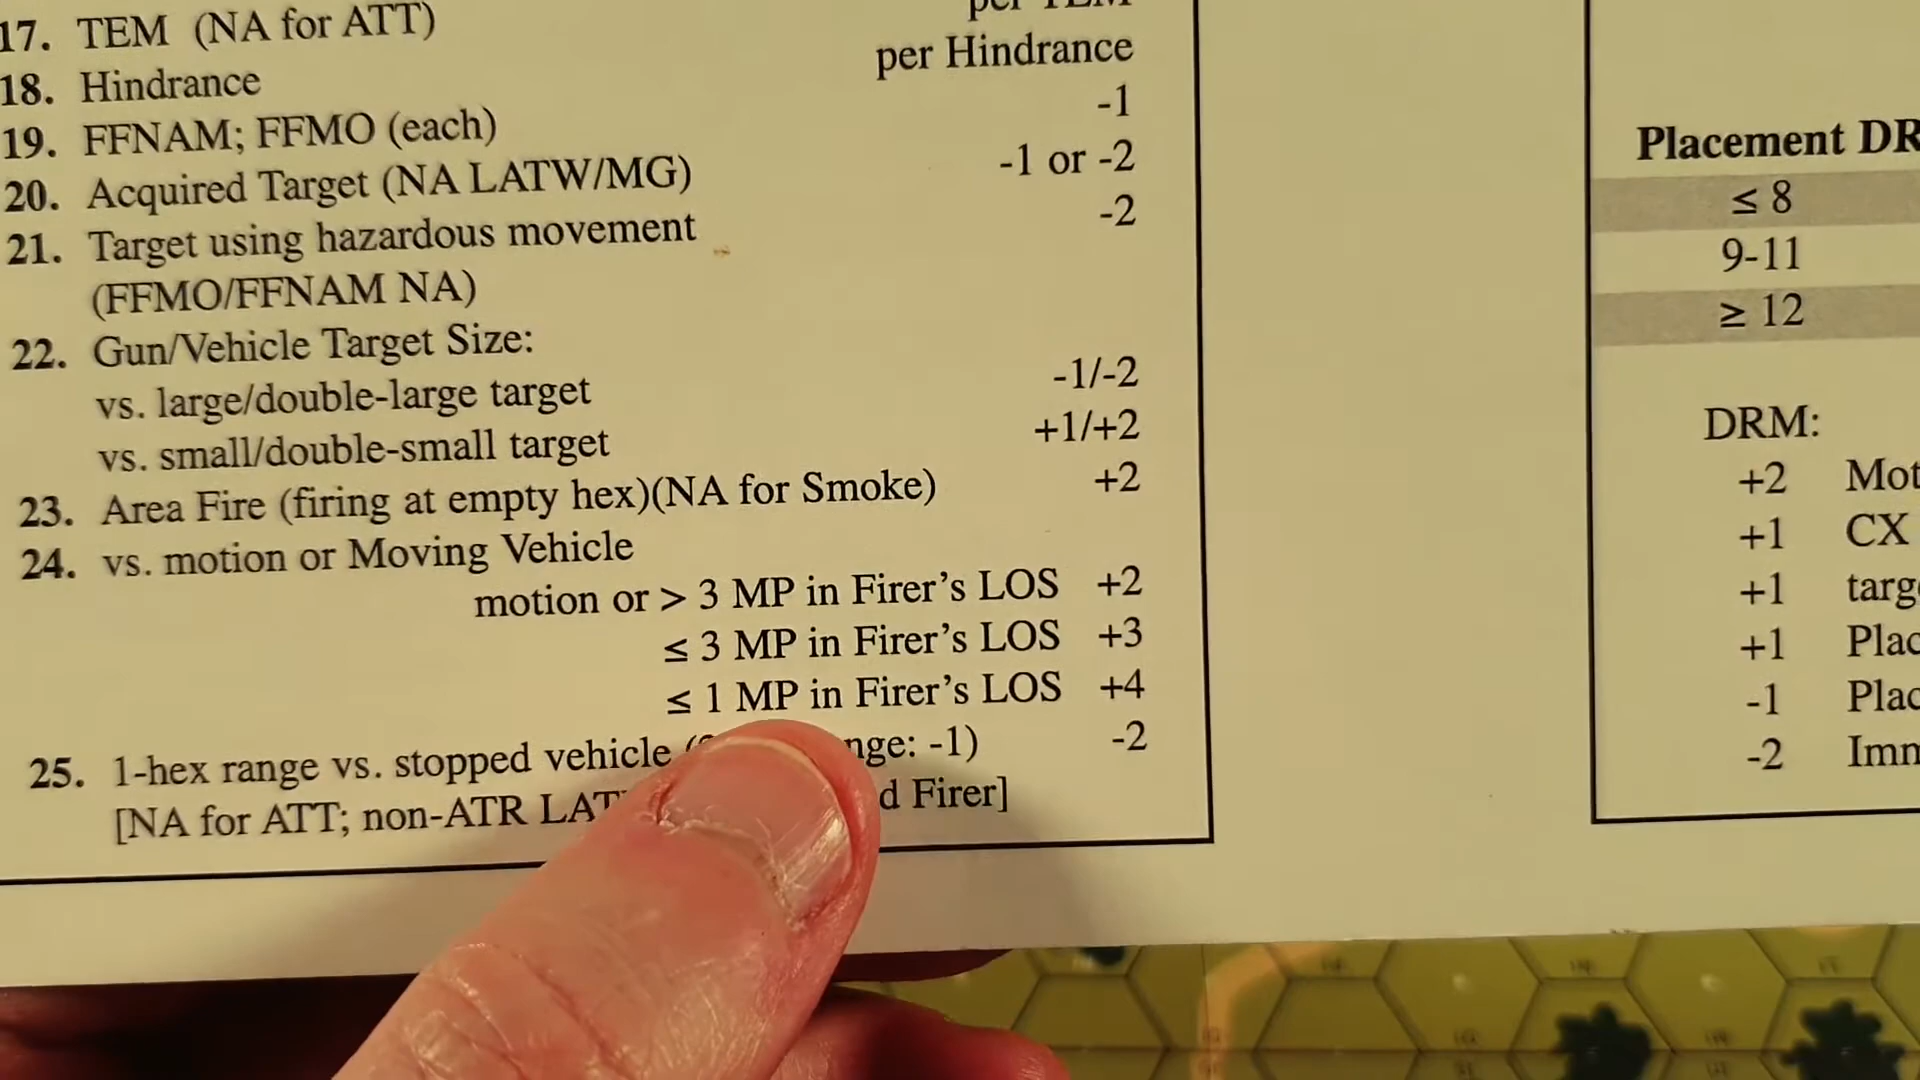 17. TEM (NA for ATT) per TEM
18. Hindrance per Hindrance
19. FFNAM; FFMO (each) -1
20. Acquired Target (NA LATW/MG) -1 or -2
21. Target using hazardous movement -2
(FFMO/FFNAM NA)
22. Gun/Vehicle Target Size:
vs. large/double-large target -1/-2
vs. small/double-small target +1/+2
23. Area Fire (firing at empty hex)(NA for Smoke) +2
24. vs. motion or Moving Vehicle
motion or > 3 MP in Firer's LOS +2
≤ 3 MP in Firer's LOS +3
≤ 1 MP in Firer's LOS +4
25. 1-hex range vs. stopped vehicle nge: -1) -2
[NA for ATT; non-ATR LAT d Firer]
Placement DR
≤ 8
9-11
≥ 12
DRM:
+2 Mot
+1 CX
+1 targ
+1 Plac
-1 Plac
-2 Imm